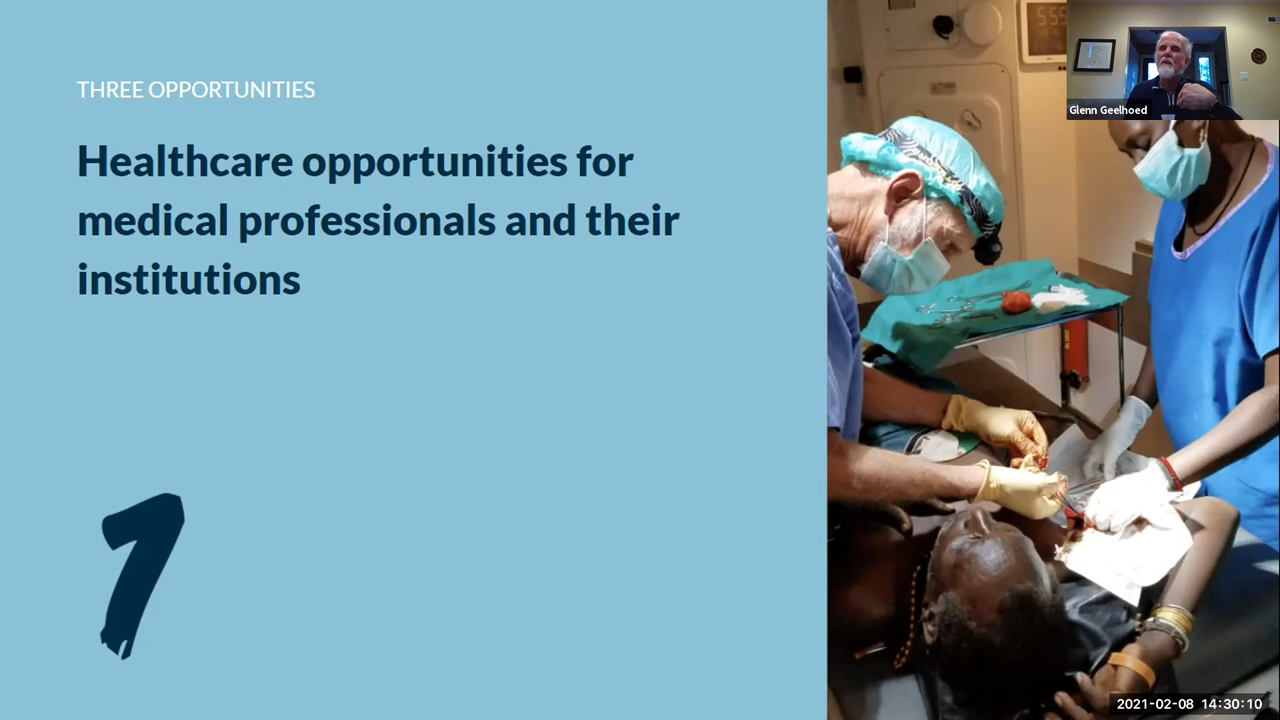 THREE OPPORTUNITIES
Healthcare opportunities for
medical professionals and their
institutions
1
Glenn Geelhoed
2021-02-08 14:30:10